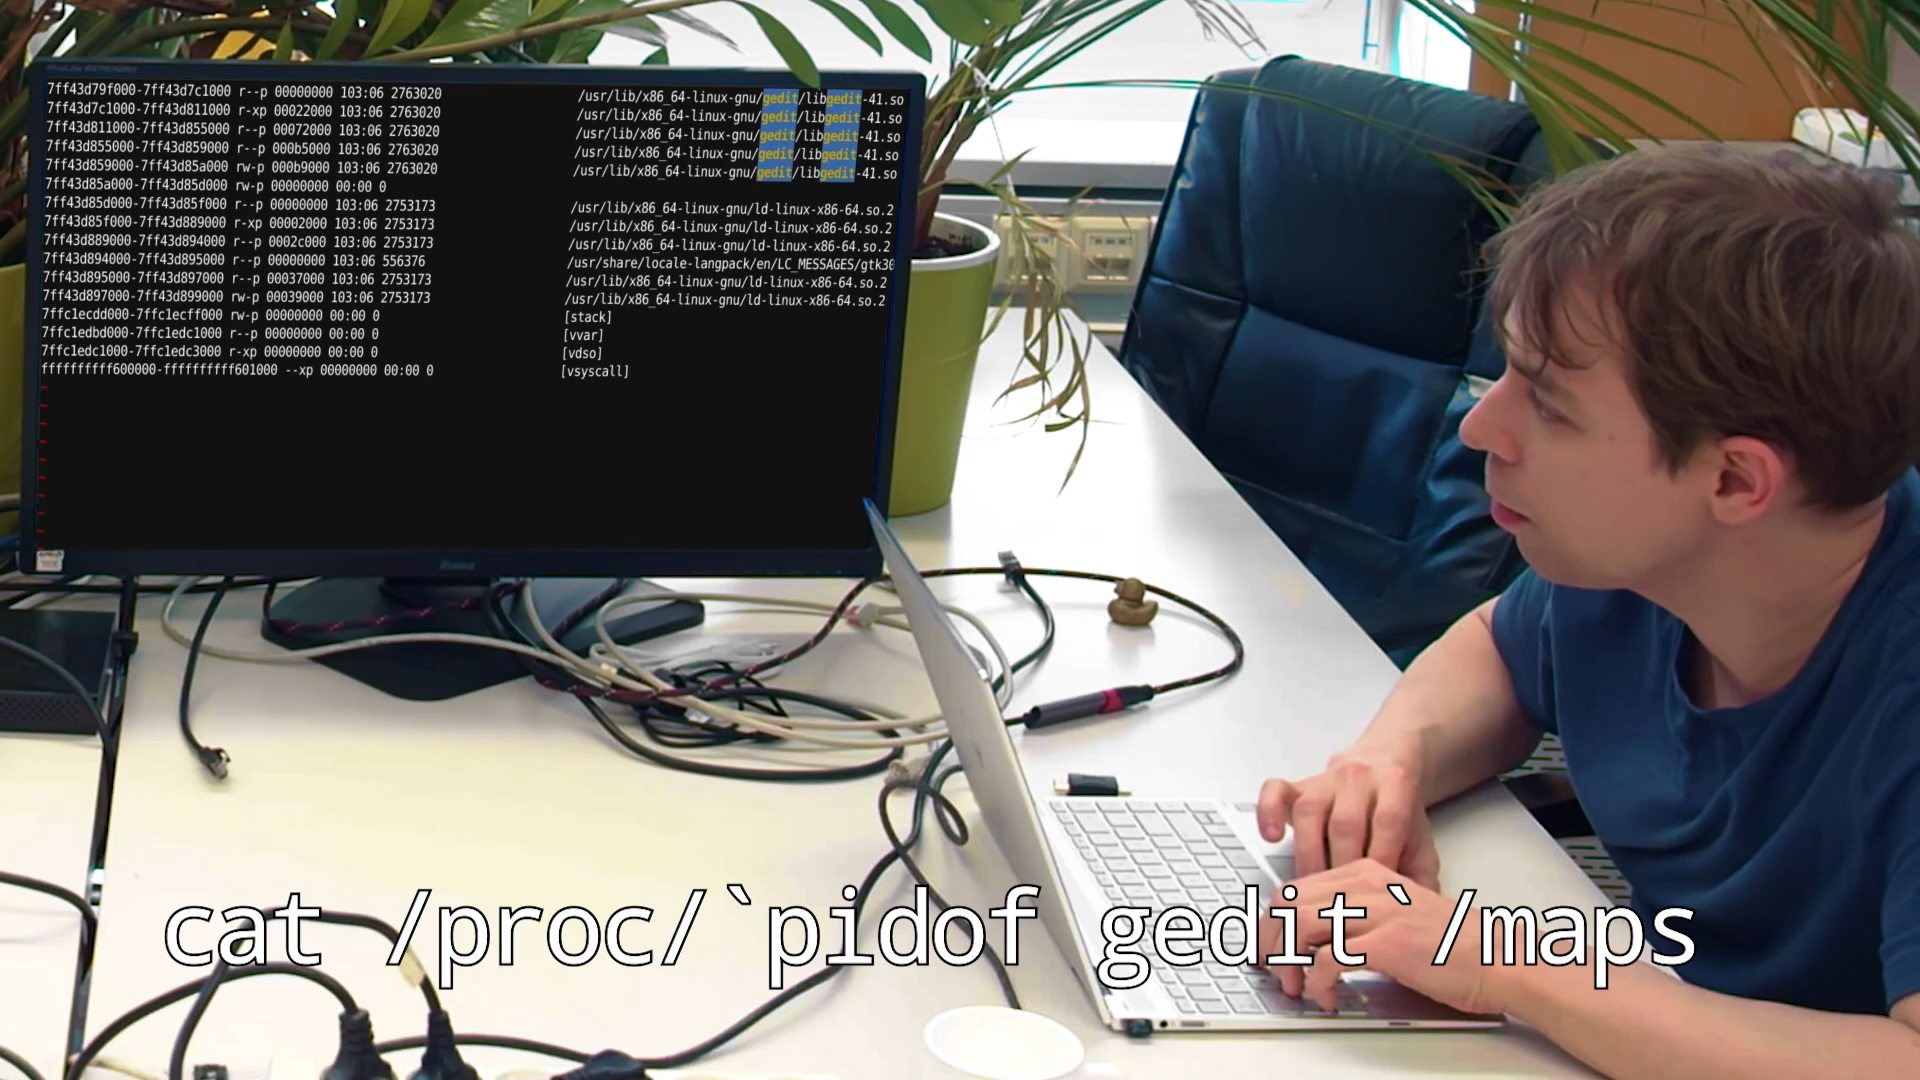 7ff43d79f000-7ff43d7c1000 r--p 00000000 103:06 2763020 /usr/lib/x86_64-linux-gnu/gedit/libgedit-41.so
7ff43d7c1000-7ff43d811000 r-xp 00022000 103:06 2763020 /usr/lib/x86_64-linux-gnu/gedit/libgedit-41.so
7ff43d811000-7ff43d855000 r--p 00072000 103:06 2763020 /usr/lib/x86_64-linux-gnu/gedit/libgedit-41.so
7ff43d855000-7ff43d859000 r--p 000b5000 103:06 2763020 /usr/lib/x86_64-linux-gnu/gedit/libgedit-41.so
7ff43d859000-7ff43d85a000 rw-p 000b9000 103:06 2763020 /usr/lib/x86_64-linux-gnu/gedit/libgedit-41.so
7ff43d85a000-7ff43d85d000 rw-p 00000000 00:00 0
7ff43d85d000-7ff43d85f000 r--p 00000000 103:06 2753173 /usr/lib/x86_64-linux-gnu/ld-linux-x86-64.so.2
7ff43d85f000-7ff43d889000 r-xp 00002000 103:06 2753173 /usr/lib/x86_64-linux-gnu/ld-linux-x86-64.so.2
7ff43d889000-7ff43d894000 r--p 0002c000 103:06 2753173 /usr/lib/x86_64-linux-gnu/ld-linux-x86-64.so.2
7ff43d894000-7ff43d895000 r--p 00000000 103:06 556376 /usr/share/locale-langpack/en/LC_MESSAGES/gtk30
7ff43d895000-7ff43d897000 r--p 00037000 103:06 2753173 /usr/lib/x86_64-linux-gnu/ld-linux-x86-64.so.2
7ff43d897000-7ff43d899000 rw-p 00039000 103:06 2753173 /usr/lib/x86_64-linux-gnu/ld-linux-x86-64.so.2
7ffc1ecdd000-7ffc1ecff000 rw-p 00000000 00:00 0 [stack]
7ffc1edbd000-7ffc1edc1000 r--p 00000000 00:00 0 [vvar]
7ffc1edc1000-7ffc1edc3000 r-xp 00000000 00:00 0 [vdso]
ffffffffff600000-ffffffffff601000 --xp 00000000 00:00 0 [vsyscall]
~
~
~
~
~
~
~
~
~
cat /proc/`pidof gedit`/maps